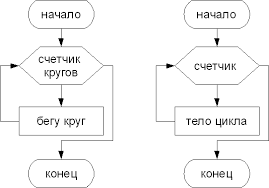 начало
счетчик
кругов
бегу круг
конец
начало
счетчик
тело цикла
конец